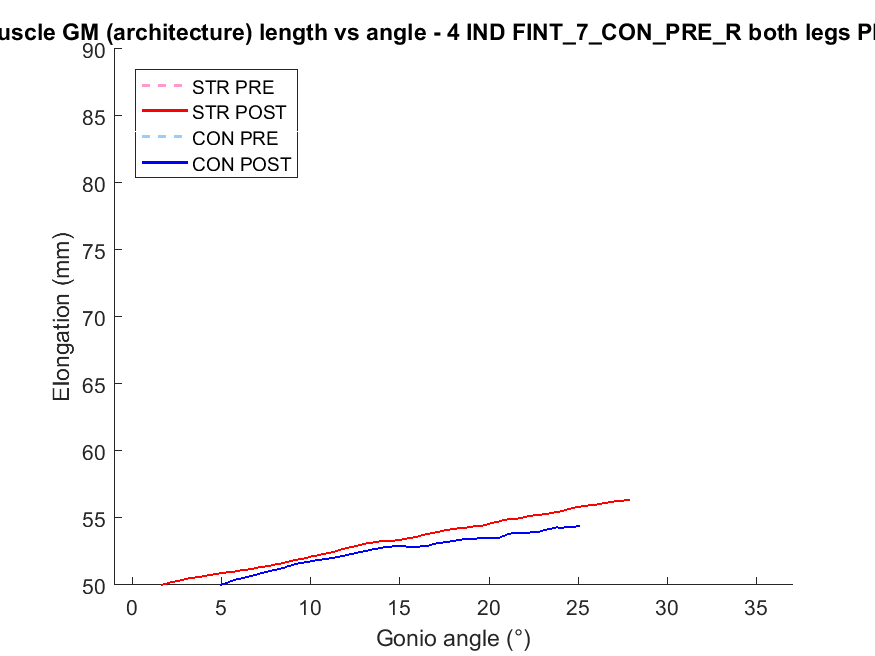 uscle GM (architecture) length vs angle - 4 IND FINT_7_CON_PRE_R both legs P
90
85
80
75
70
65
60
55
50
Elongation (mm)
STR PRE
STR POST
CON PRE
CON POST
0 5 10 15 20 25 30 35
Gonio angle (°)